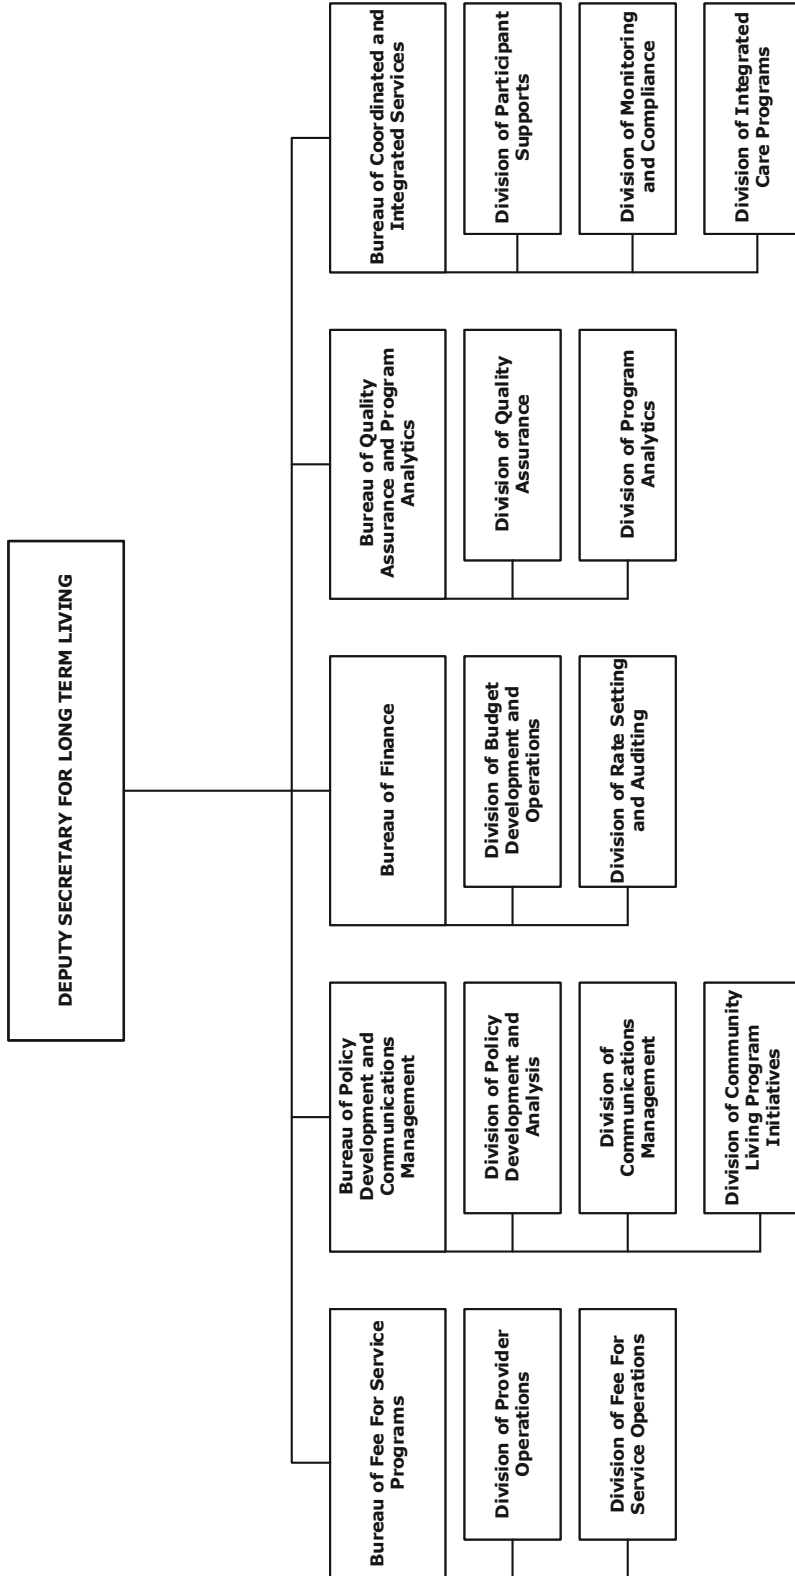 DEPUTY SECRETARY FOR LONG TERM LIVING
Bureau of Fee For Service
Programs
Division of Provider
Operations
Division of Fee For
Service Operations
Bureau of Policy
Development and
Communications
Management
Division of Policy
Development and
Analysis
Division of
Communications
Management
Division of Community
Living Program
Initiatives
Bureau of Finance
Division of Budget
Development and
Operations
Division of Rate Setting
and Auditing
Bureau of Quality
Assurance and Program
Analytics
Division of Quality
Assurance
Division of Program
Analytics
Bureau of Coordinated and
Integrated Services
Division of Participant
Supports
Division of Monitoring
and Compliance
Division of Integrated
Care Programs